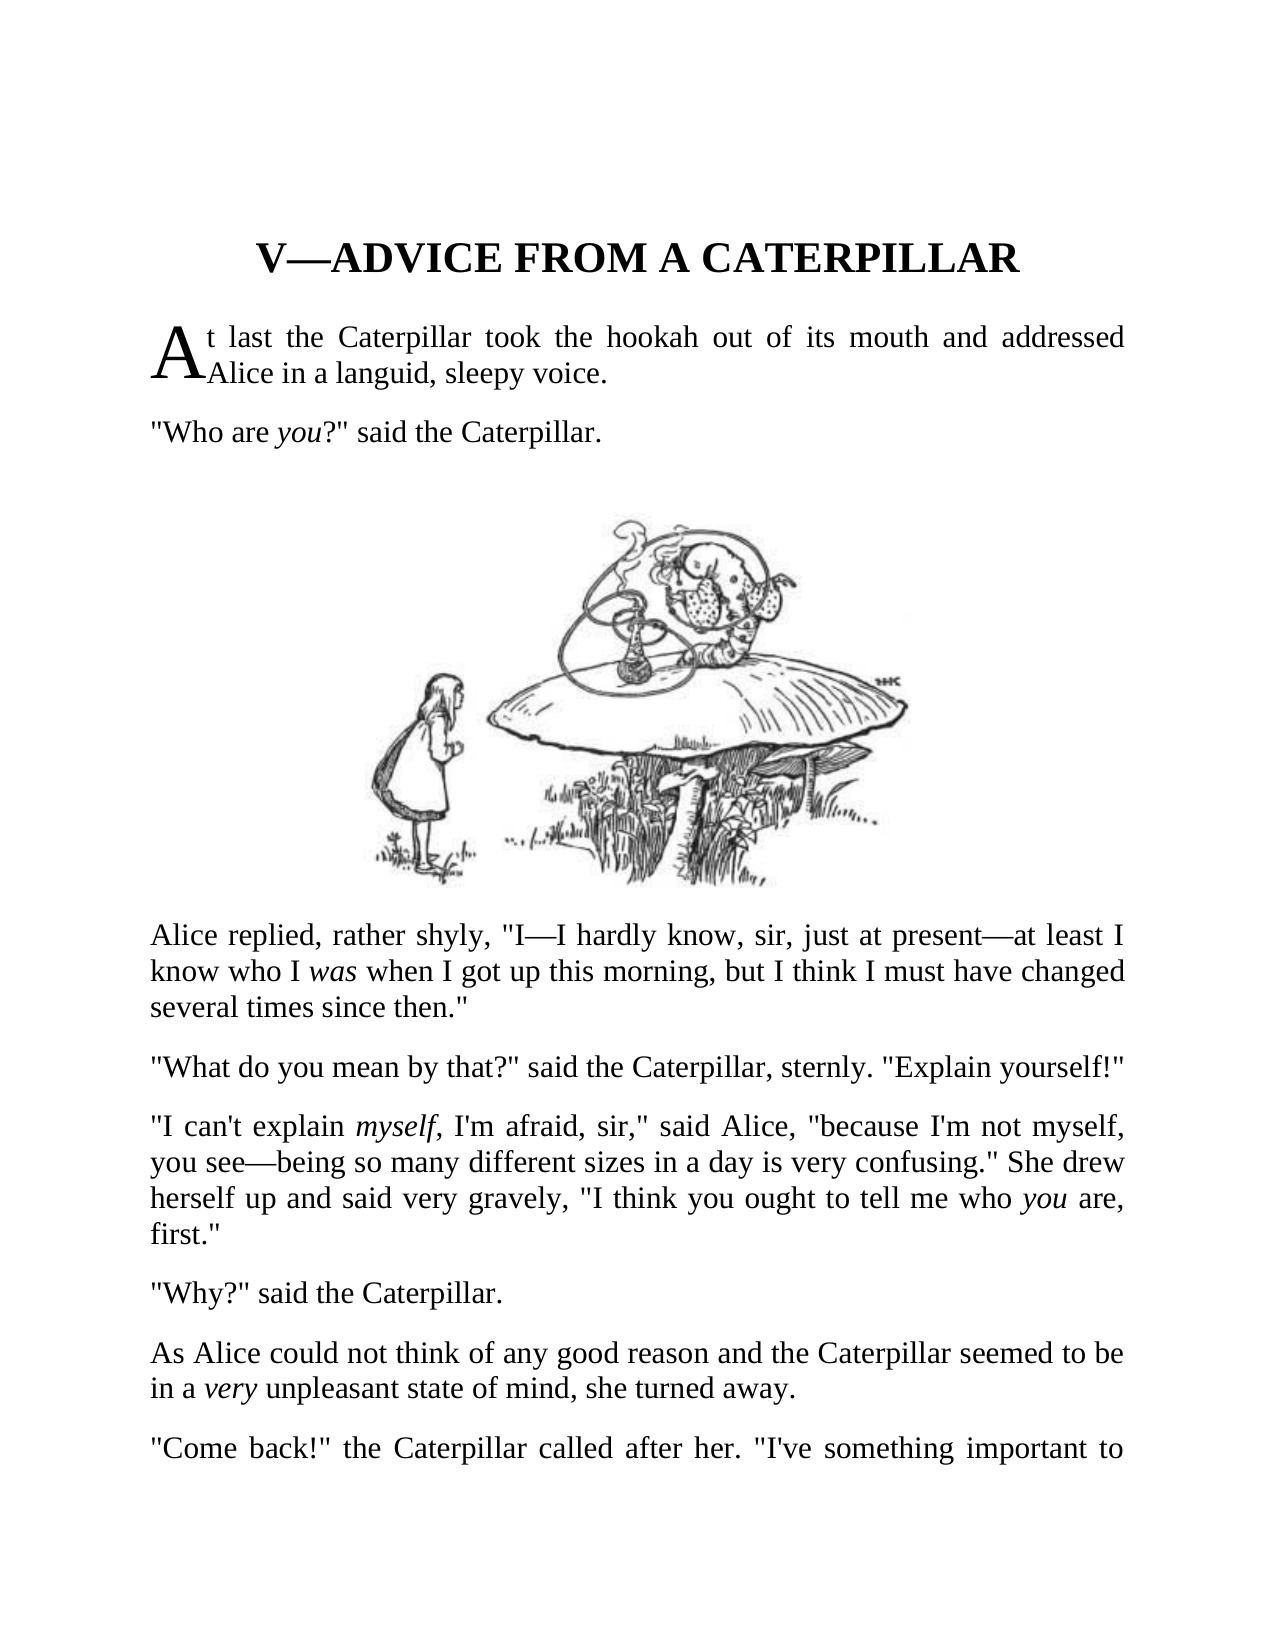 V—ADVICE FROM A CATERPILLAR
At last the Caterpillar took the hookah out of its mouth and addressed
Alice in a languid, sleepy voice.
"Who are you?" said the Caterpillar.
HK
Alice replied, rather shyly, "I—I hardly know, sir, just at present—at least I
know who I was when I got up this morning, but I think I must have changed
several times since then."
"What do you mean by that?" said the Caterpillar, sternly. "Explain yourself!"
"I can't explain myself, I'm afraid, sir," said Alice, "because I'm not myself,
you see—being so many different sizes in a day is very confusing." She drew
herself up and said very gravely, "I think you ought to tell me who you are,
first."
"Why?" said the Caterpillar.
As Alice could not think of any good reason and the Caterpillar seemed to be
in a very unpleasant state of mind, she turned away.
"Come back!" the Caterpillar called after her. "I've something important to